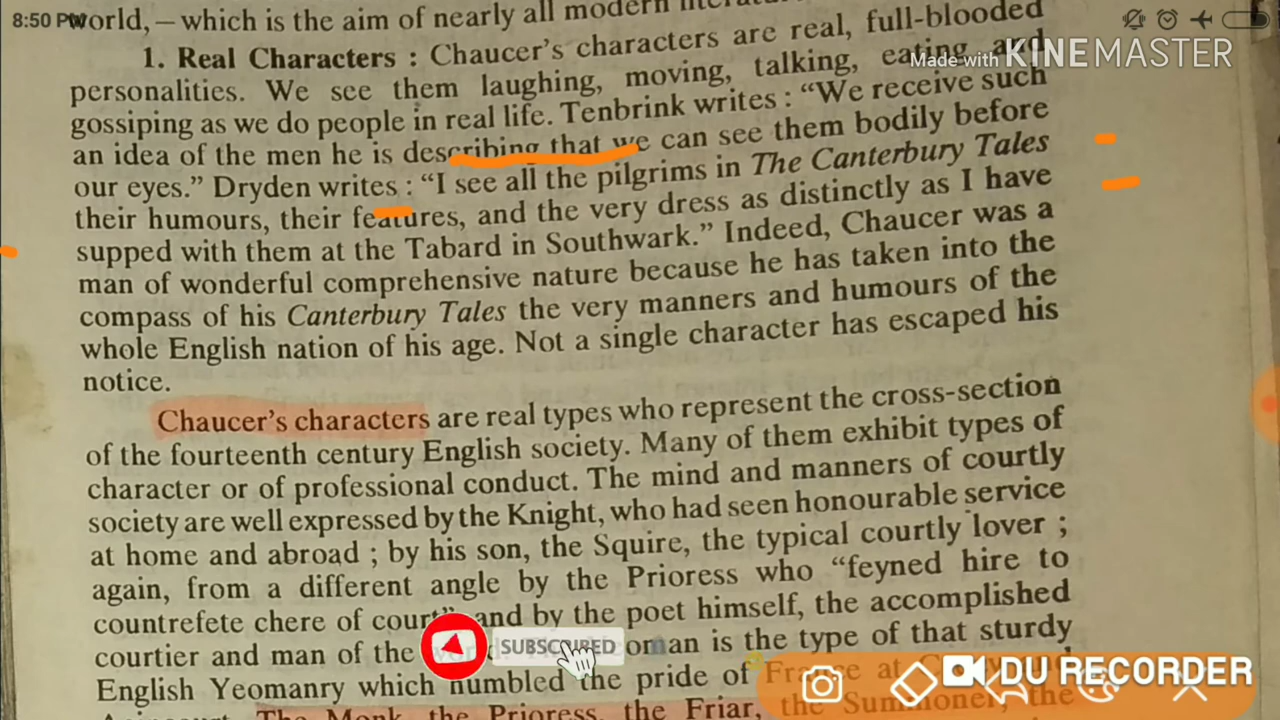 8:50 PM
world, – which is the aim of nearly all modern
Made with KINEMASTER
1. Real Characters : Chaucer's characters are real, full-blooded
personalities. We see them laughing, moving, talking, eating and
gossiping as we do people in real life. Tenbrink writes : “We receive such
an idea of the men he is describing that we can see them bodily before
our eyes.” Dryden writes : “I see all the pilgrims in The Canterbury Tales
their humours, their features, and the very dress as distinctly as I have
supped with them at the Tabard in Southwark.” Indeed, Chaucer was a
man of wonderful comprehensive nature because he has taken into the
compass of his Canterbury Tales the very manners and humours of the
whole English nation of his age. Not a single character has escaped his
notice.
Chaucer's characters are real types who represent the cross-section
of the fourteenth century English society. Many of them exhibit types of
character or of professional conduct. The mind and manners of courtly
society are well expressed by the Knight, who had seen honourable service
at home and abroad ; by his son, the Squire, the typical courtly lover ;
again, from a different angle by the Prioress who “feyned hire to
countrefete chere of court” and by the poet himself, the accomplished
courtier and man of the is the type of that sturdy
SUBSCRIBED
English Yeomanry which humbled the pride of France at
DU RECORDER
The Monk, the Prioress, the Friar, the Summoner, the